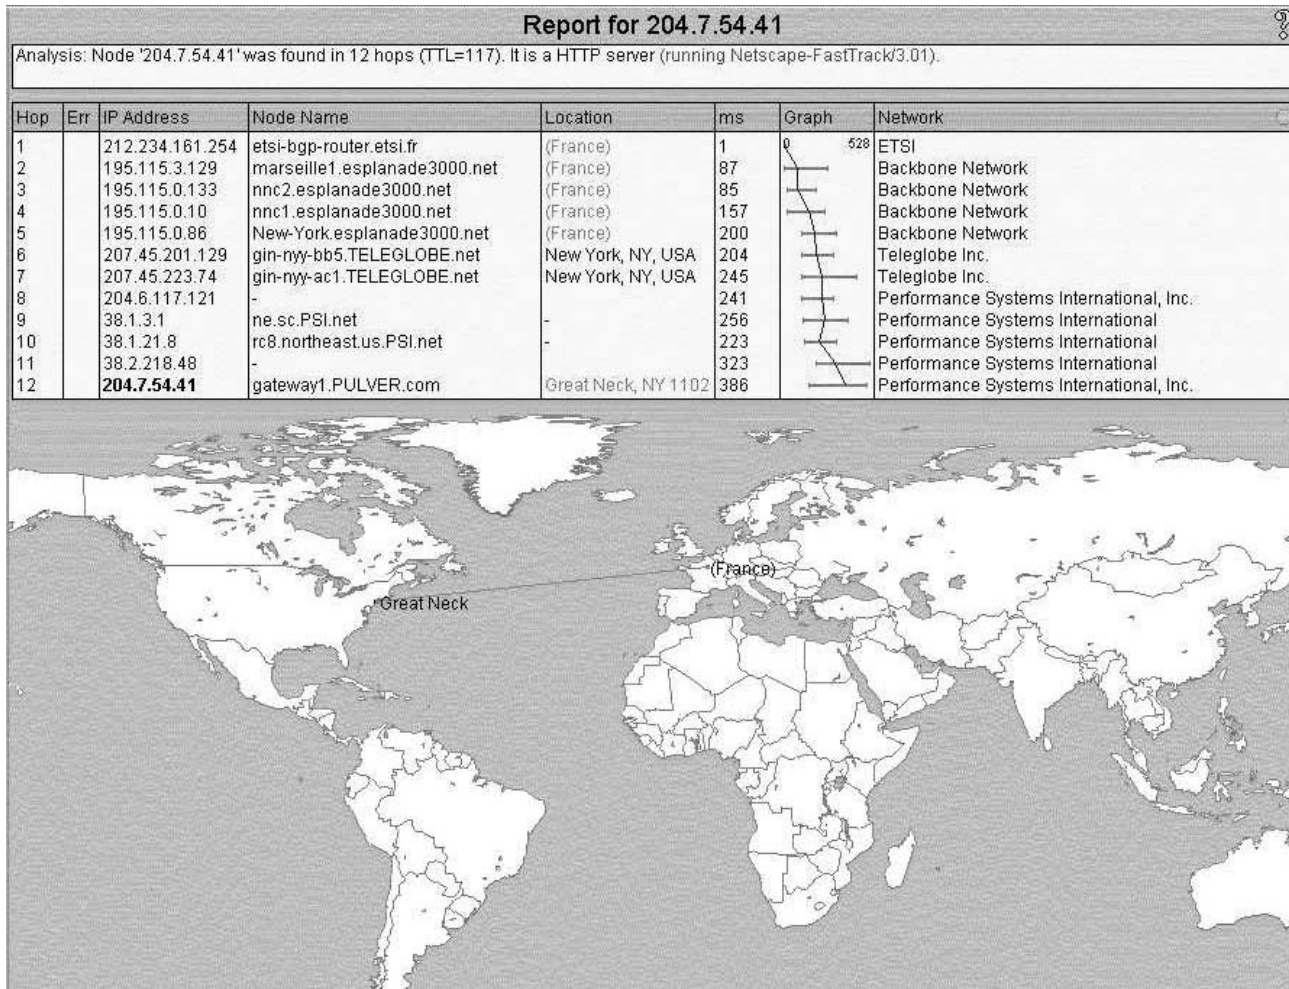 Report for 204.7.54.41
Analysis: Node '204.7.54.41' was found in 12 hops (TTL=117). It is a HTTP server (running Netscape-FastTrack/3.01).
Hop Err IP Address Node Name Location ms Graph Network
1 212.234.161.254 etsi-bgp-router.etsi.fr (France) 1 0 528 ETSI
2 195.115.3.129 marseille1.esplanade3000.net (France) 87 Backbone Network
3 195.115.0.133 nnc2.esplanade3000.net (France) 85 Backbone Network
4 195.115.0.10 nnc1.esplanade3000.net (France) 157 Backbone Network
5 195.115.0.86 New-York.esplanade3000.net (France) 200 Backbone Network
6 207.45.201.129 gin-nyy-bb5.TELEGLOBE.net New York, NY, USA 204 Teleglobe Inc.
7 207.45.223.74 gin-nyy-ac1.TELEGLOBE.net New York, NY, USA 245 Teleglobe Inc.
8 204.6.117.121 - 241 Performance Systems International, Inc.
9 38.1.3.1 ne.sc.PSI.net - 256 Performance Systems International
10 38.1.21.8 rc8.northeast.us.PSI.net - 223 Performance Systems International
11 38.2.218.48 - 323 Performance Systems International
12 204.7.54.41 gateway1.PULVER.com Great Neck, NY 1102 386 Performance Systems International, Inc.
(France)
Great Neck